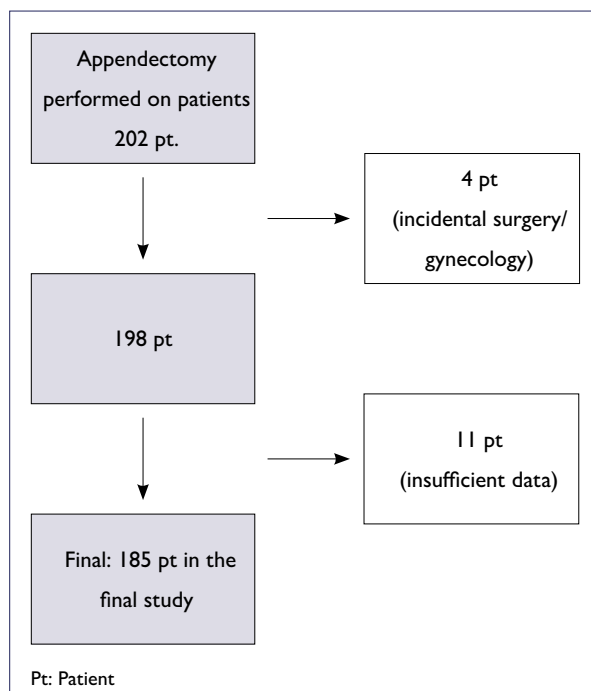 Appendectomy
performed on patients
202 pt.
4 pt
(incidental surgery/
gynecology)
198 pt
11 pt
(insufficient data)
Final: 185 pt in the
final study
Pt: Patient